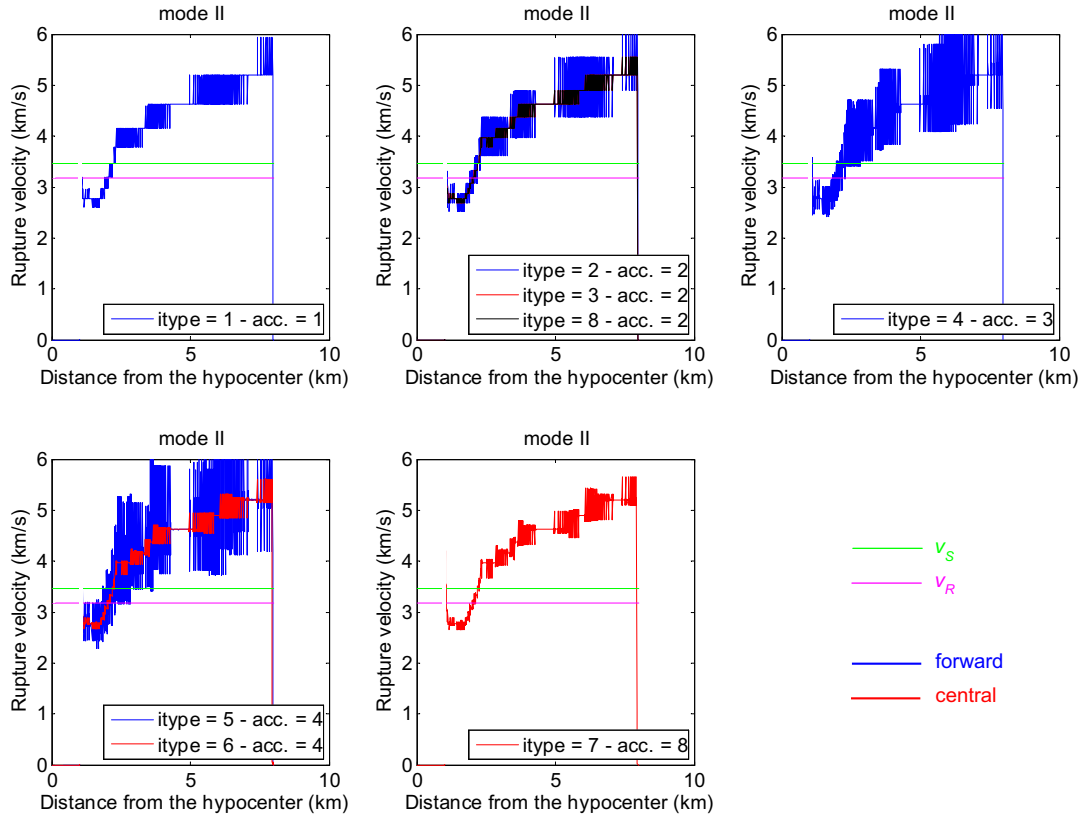 mode II
6
5
4
3
2
1
0
Rupture velocity (km/s)
itype = 1 - acc. = 1
0 5 10
Distance from the hypocenter (km)
mode II
6
5
4
3
2
1
0
Rupture velocity (km/s)
itype = 2 - acc. = 2
itype = 3 - acc. = 2
itype = 8 - acc. = 2
0 5 10
Distance from the hypocenter (km)
mode II
6
5
4
3
2
1
0
Rupture velocity (km/s)
itype = 4 - acc. = 3
0 5 10
Distance from the hypocenter (km)
mode II
6
5
4
3
2
1
0
Rupture velocity (km/s)
itype = 5 - acc. = 4
itype = 6 - acc. = 4
0 5 10
Distance from the hypocenter (km)
mode II
6
5
4
3
2
1
0
Rupture velocity (km/s)
itype = 7 - acc. = 8
0 5 10
Distance from the hypocenter (km)
v_S
v_R
forward
central